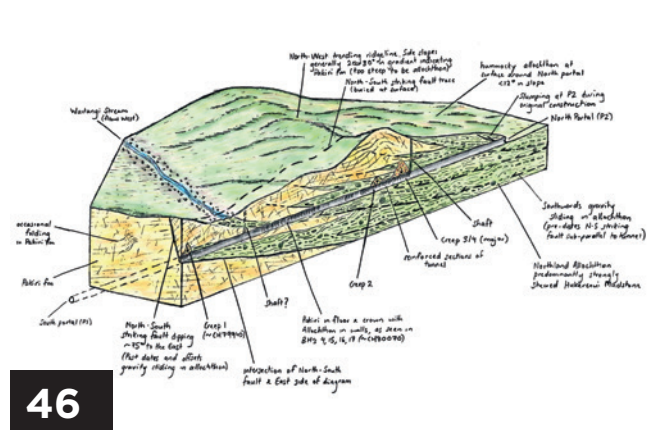 North-West trending ridgeline. Side slopes
generally
in gradient indicating
Pakiri Fm (too steep to be allochthon)
North-South striking fault trace
(buried at surface)
hummocky allochthon at
surface around North portal
<12° in slope
Slumping at P2 during
original construction
North Portal (P2)
Waitangi Stream
(flows West)
Southwards gravity
sliding in allochthon
(pre-dates N-S striking
fault sub-parallel to tunnel)
Shaft
Creep 3/4 (major)
reinforced sections of
tunnel
Creep 2
Northland Allochthon
predominantly strongly
sheared Hukerenui Mudstone
occasional
folding
in Pakiri Fm
Pakiri Fm
South portal (P1)
Shaft?
Pakiri in floor & crown with
Allochthon in walls, as seen in
North-South
striking fault dipping
~75° to the East
(Post dates and offsets
gravity sliding in allochthon)
Creep 1
intersection of North-South
fault & East side of diagram
46